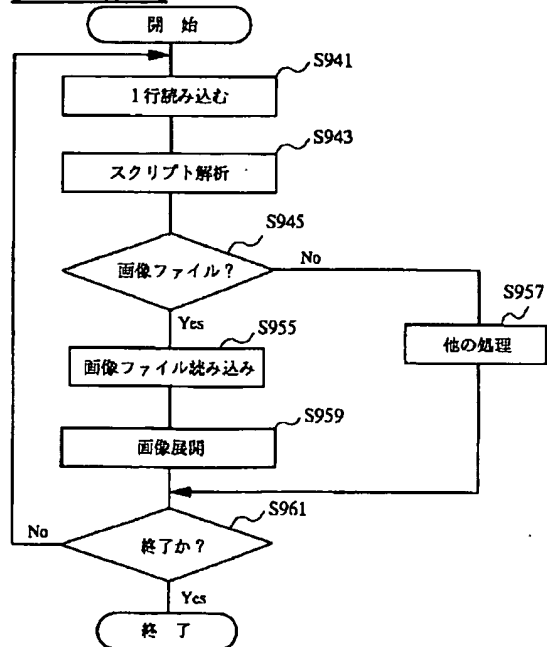 開始
S941
1行読み込む
S943
スクリプト解析
S945
画像ファイル?
No
Yes
S957
他の処理
S955
画像ファイル読み込み
S959
画像展開
S961
終了か?
No
Yes
終了